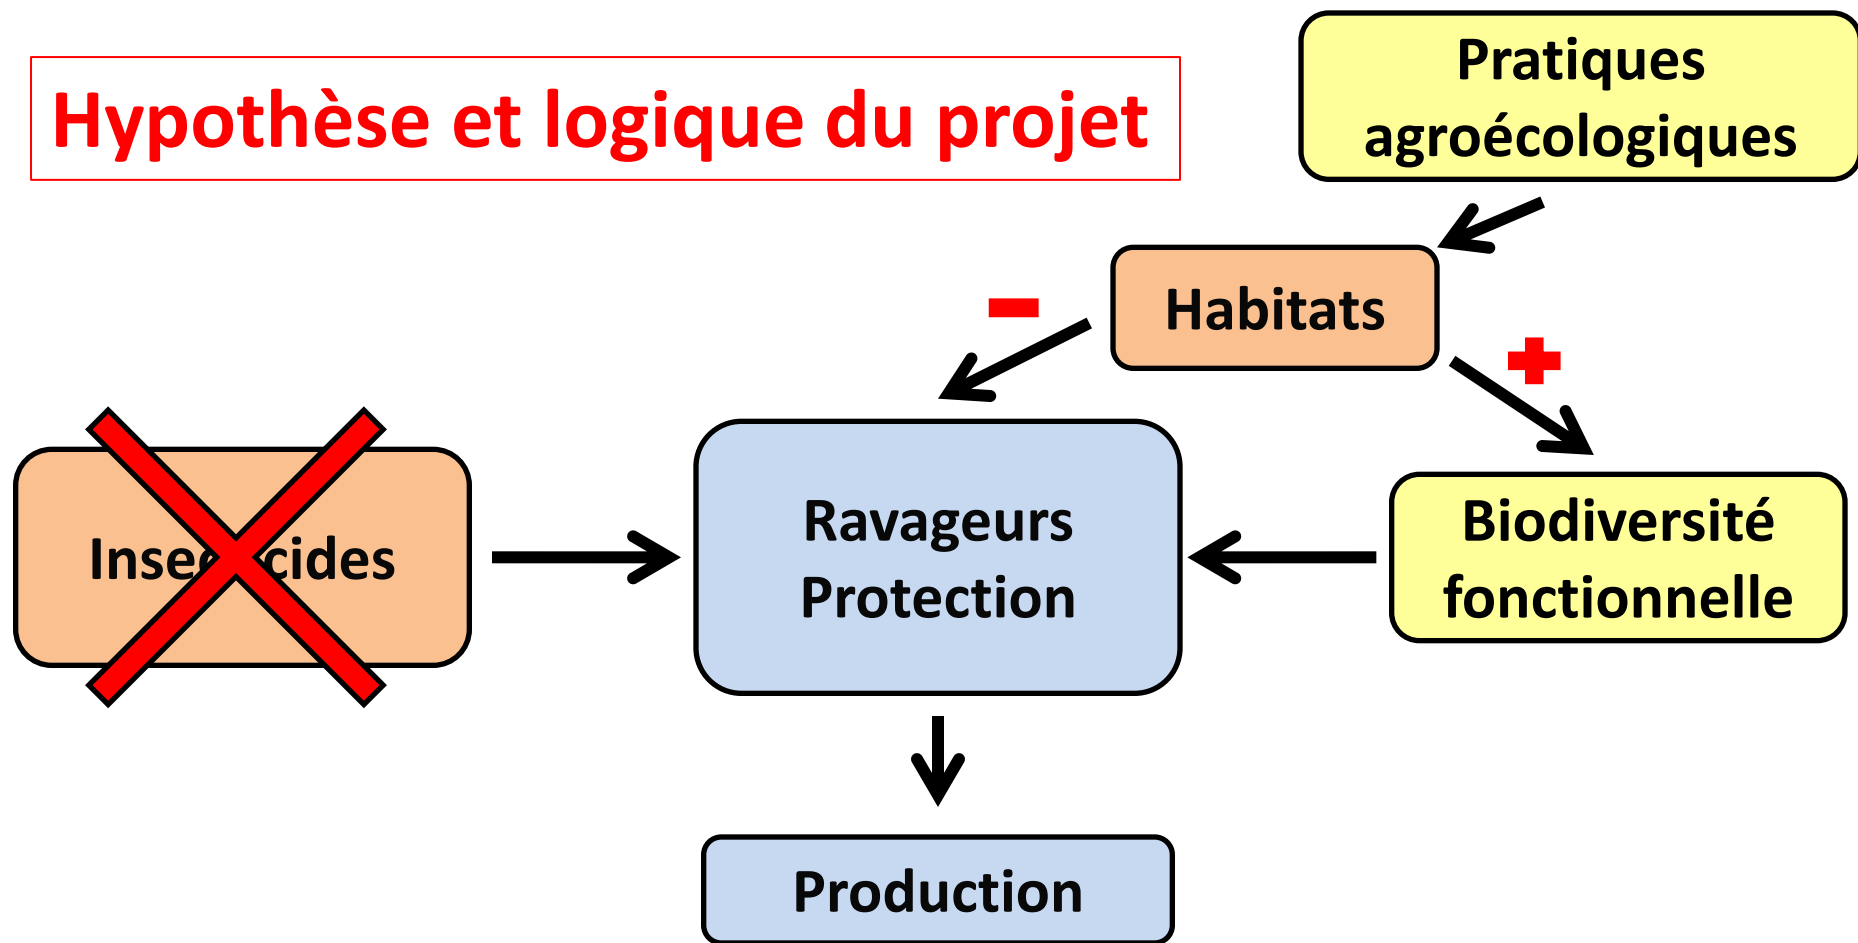 Hypothèse et logique du projet
Pratiques
agroécologiques
Habitats
Insecticides
Ravageurs
Protection
Biodiversité
fonctionnelle
Production